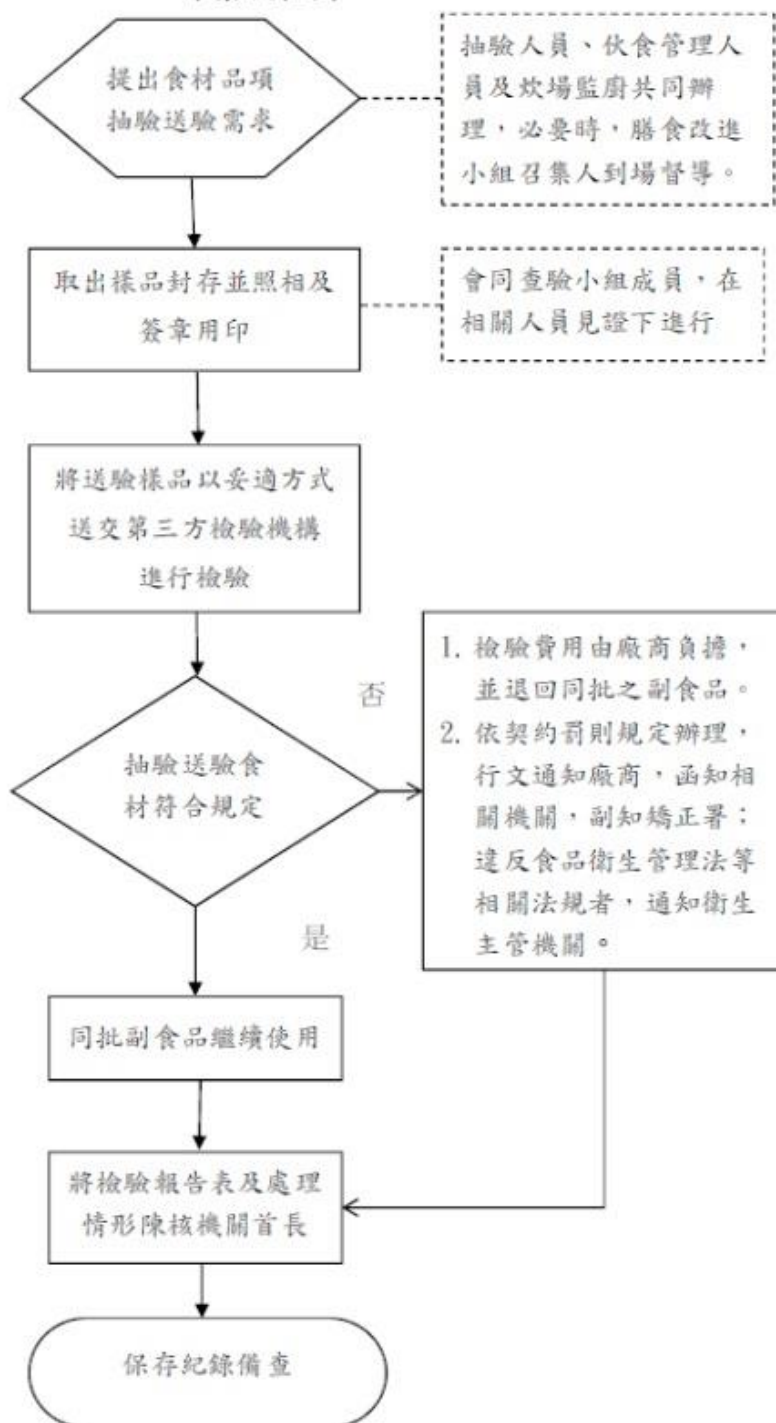 提出食材品項
抽驗送驗需求
抽驗人員、伙食管理人
員及炊場監廚共同辦
理，必要時，膳食改進
小組召集人到場督導。
取出樣品封存並照相及
簽章用印
會同查驗小組成員，在
相關人員見證下進行
將送驗樣品以妥適方式
送交第三方檢驗機構
進行檢驗
抽驗送驗食
材符合規定
否
1. 檢驗費用由廠商負擔，
並退回同批之副食品。
2. 依契約罰則規定辦理，
行文通知廠商，函知相
關機關，副知矯正署；
違反食品衛生管理法等
相關法規者，通知衛生
主管機關。
是
同批副食品繼續使用
將檢驗報告表及處理
情形陳核機關首長
保存紀錄備查